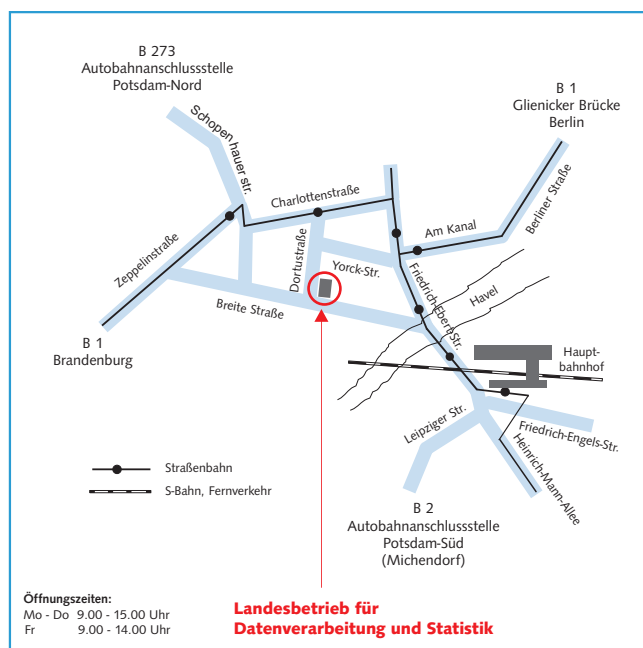 B 273
Autobahnanschlussstelle
Potsdam-Nord
B 1
Glienicker Brücke
Berlin
Schopen hauer str.
Charlottenstraße
Am Kanal
Berliner Straße
Zeppelinstraße
Dortustraße
Yorck-Str.
Breite Straße
Friedrich-Ebert-Str.
Havel
B 1
Brandenburg
Haupt-
bahnhof
Leipziger Str.
Friedrich-Engels-Str.
Heinrich-Mann-Allee
Straßenbahn
S-Bahn, Fernverkehr
B 2
Autobahnanschlussstelle
Potsdam-Süd
(Michendorf)
Öffnungszeiten:
Mo - Do 9.00 - 15.00 Uhr
Fr 9.00 - 14.00 Uhr
Landesbetrieb für
Datenverarbeitung und Statistik